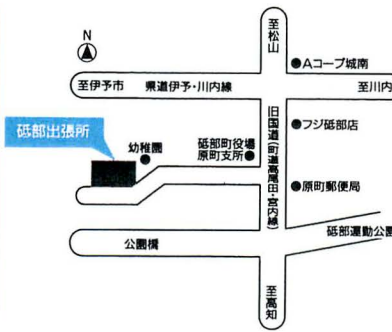 N
至松山
Aコープ城南
至伊予市
県道伊予・川内線
至川内
砥部出張所
幼稚園
砥部町役場
原町支所
旧国道(町道高尾田・宮内線)
フジ砥部店
原町郵便局
公園橋
砥部運動公園
至高知